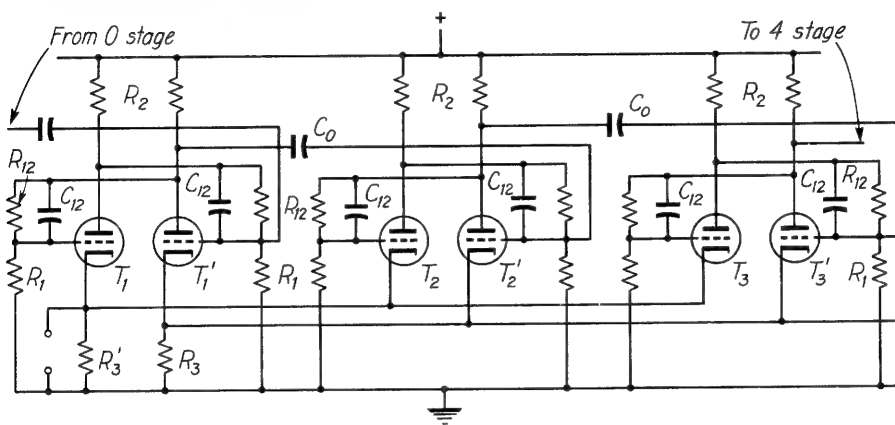 +
From 0 stage
To 4 stage
R2
R2
R2
C0
C0
R12
C12
C12
R12
C12
C12
C12
C12
R12
R1
T1
T1'
R1
T2
T2'
T3
T3'
R1
R3'
R3